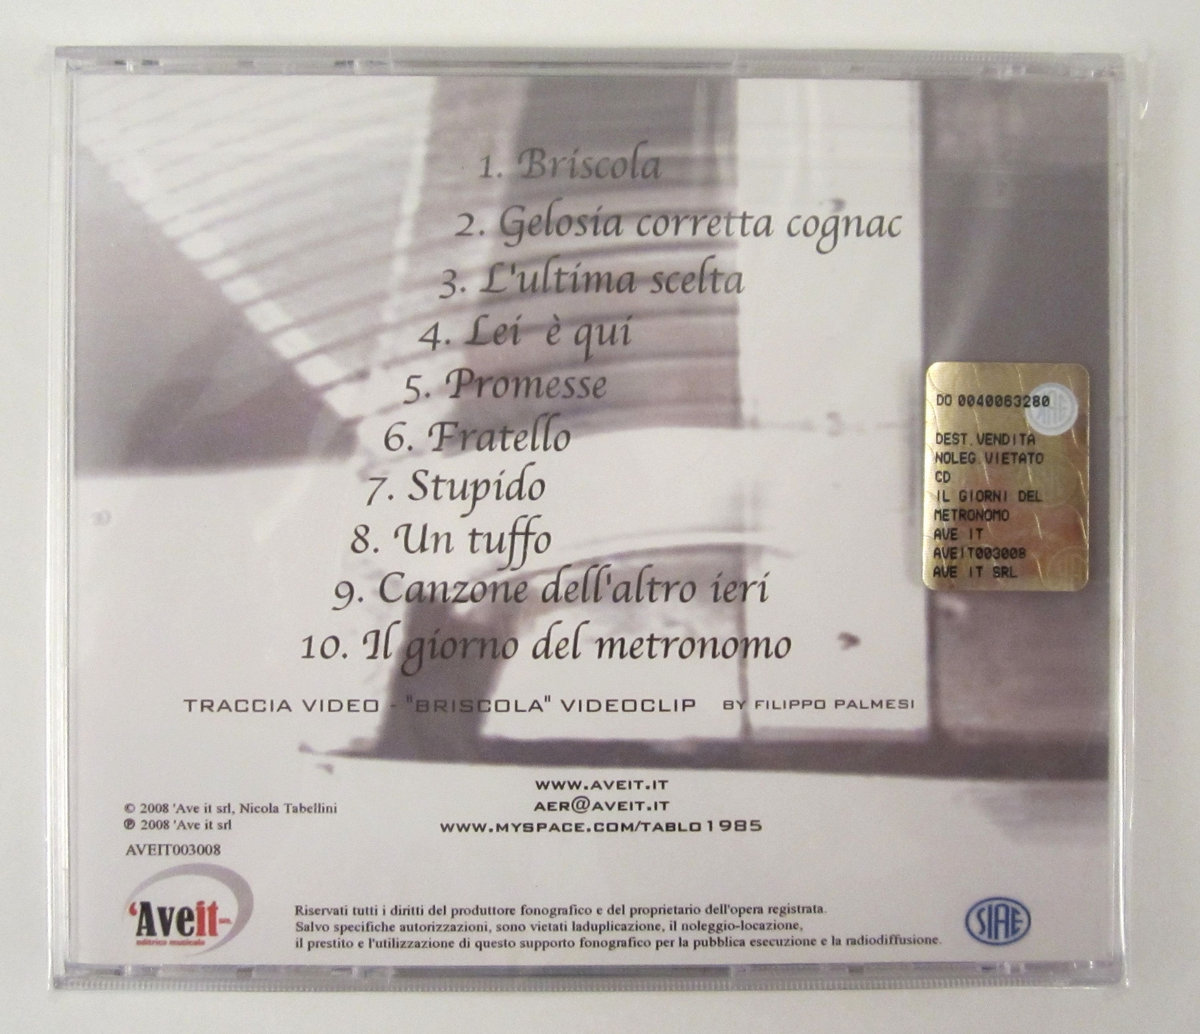 1. Briscola
2. Gelosia corretta cognac
3. L'ultima scelta
4. Lei è qui
5. Promesse
6. Fratello
7. Stupido
8. Un tuffo
9. Canzone dell'altro ieri
10. Il giorno del metronomo
TRACCIA VIDEO - "BRISCOLA" VIDEOCLIP BY FILIPPO PALMESI
DO 0040063280
DEST.VENDITA
NOLEG.VIETATO
CD
IL GIORNI DEL
METRONOMO
AVE IT
AVEIT003008
AVE IT SRL
WWW.AVEIT.IT
AER@AVEIT.IT
WWW.MYSPACE.COM/TABLO1985
© 2008 'Ave it srl, Nicola Tabellini
℗ 2008 'Ave it srl
AVEIT003008
'Aveit
editrice musicale
Riservati tutti i diritti del produttore fonografico e del proprietario dell'opera registrata.
Salvo specifiche autorizzazioni, sono vietati laduplicazione, il noleggio-locazione,
il prestito e l'utilizzazione di questo supporto fonografico per la pubblica esecuzione e la radiodiffusione.
SIAE